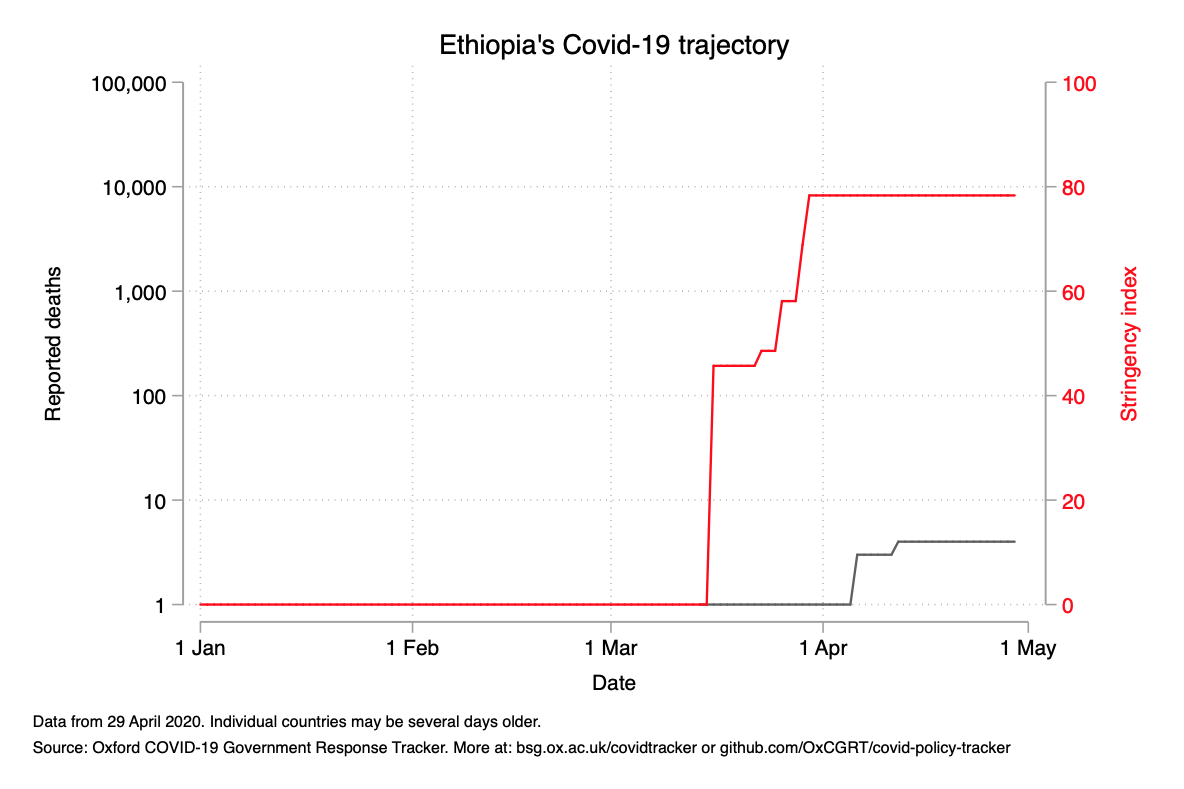 Ethiopia's Covid-19 trajectory
100,000
10,000
1,000
100
10
1
Reported deaths
100
80
60
40
20
0
Stringency index
1 Jan
1 Feb
1 Mar
1 Apr
1 May
Date
Data from 29 April 2020. Individual countries may be several days older.
Source: Oxford COVID-19 Government Response Tracker. More at: bsg.ox.ac.uk/covidtracker or github.com/OxCGRT/covid-policy-tracker